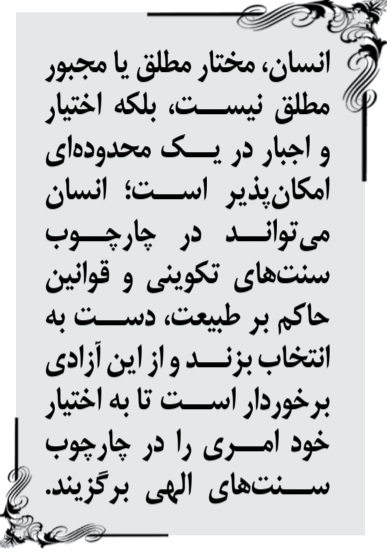 انسان، مختار مطلق یا مجبور
مطلق نیست، بلکه اختیار
و اجبار در یک محدوده‌ای
امکان‌پذیر است؛ انسان
می‌تواند در چارچوب
سنت‌های تکوینی و قوانین
حاکم بر طبیعت، دست به
انتخاب بزند و از این آزادی
برخوردار است تا به اختیار
خود امری را در چارچوب
سنت‌های الهی برگزیند.